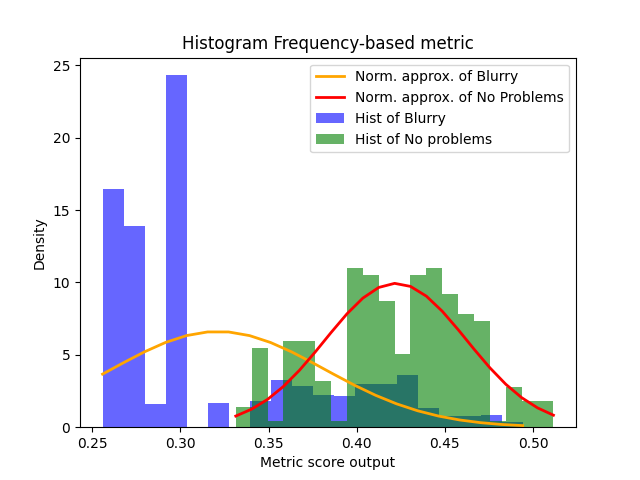 Histogram Frequency-based metric
Norm. approx. of Blurry
Norm. approx. of No Problems
Hist of Blurry
Hist of No problems
25
20
15
10
5
0
Density
0.25 0.30 0.35 0.40 0.45 0.50
Metric score output